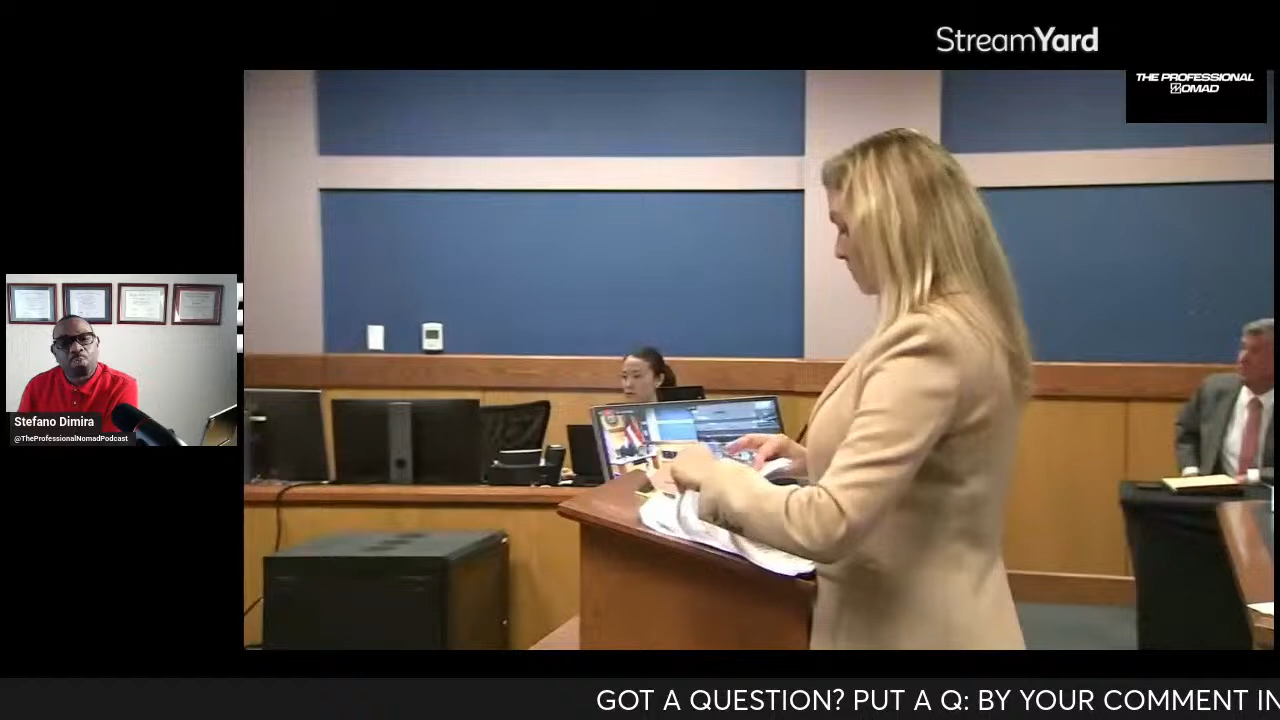 StreamYard
THE PROFESSIONAL
NOMAD
Stefano Dimira
@TheProfessionalNomadPodcast
GOT A QUESTION? PUT A Q: BY YOUR COMMENT IN